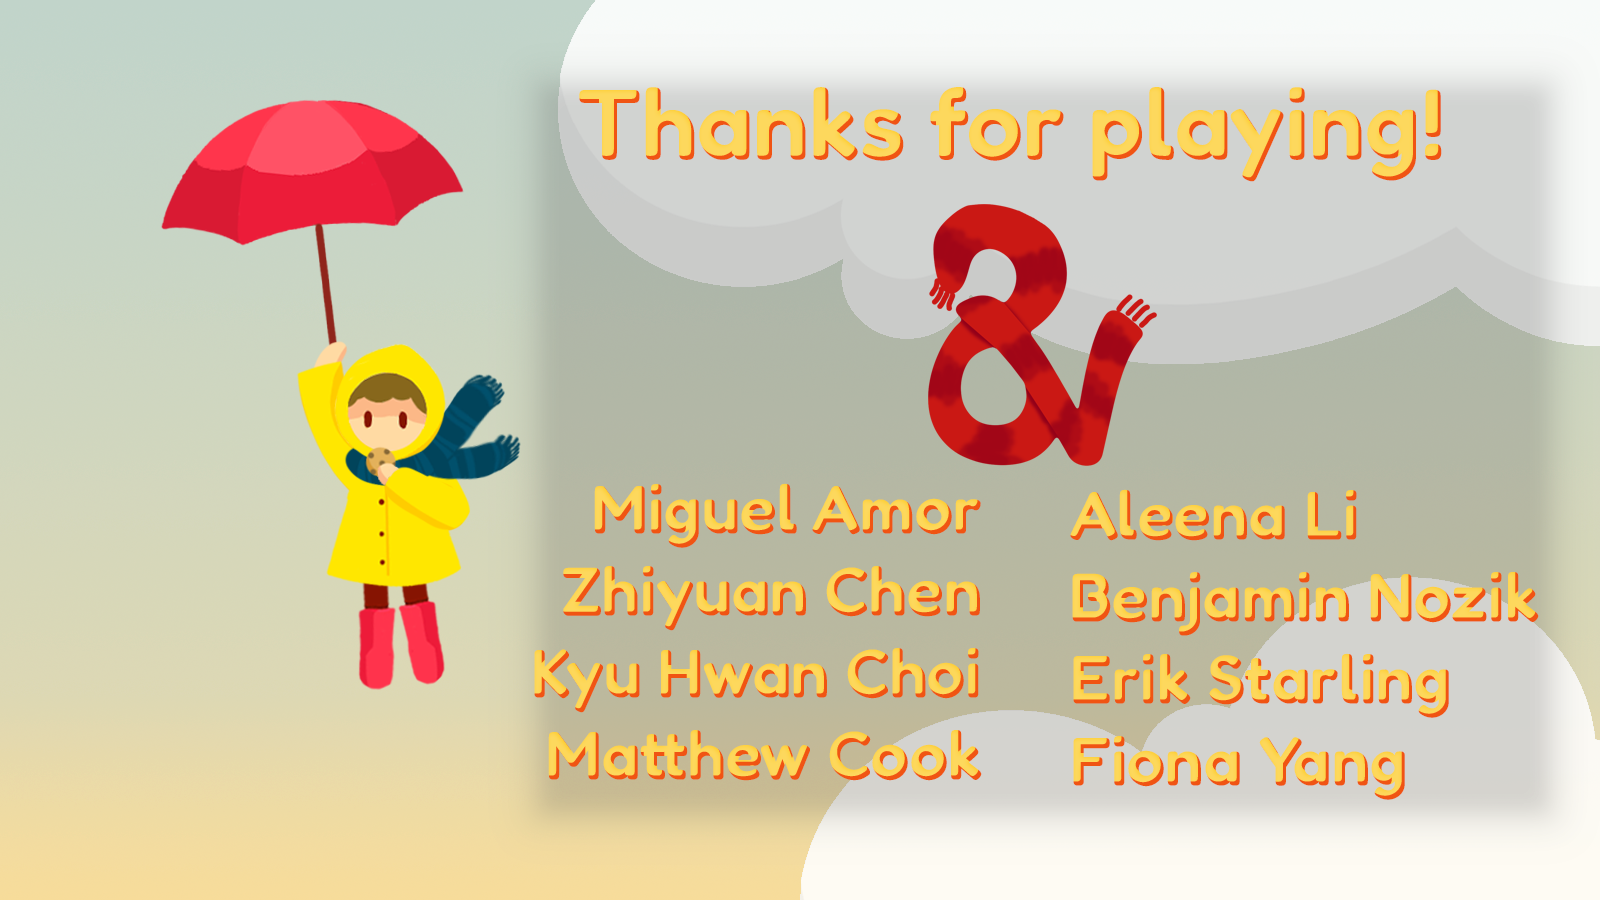 Thanks for playing!
&
Miguel Amor
Zhiyuan Chen
Kyu Hwan Choi
Matthew Cook
Aleena Li
Benjamin Nozik
Erik Starling
Fiona Yang